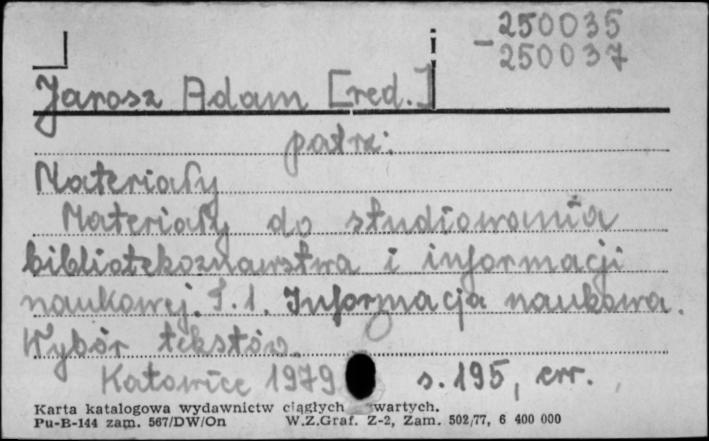 i 250035
- 250037
Jarosz Adam [red.]
patrz:
Materiały
Materiały do studiowania
bibliotekoznawstwa i informacji
naukowej. T. 1. Informacja naukowa.
Wybór tekstów.
Katowice 1979 s. 195, err.
Karta katalogowa wydawnictw ciągłych zwartych.
Pu-B-144 zam. 567/DW/On W.Z.Graf. Z-2, Zam. 502/77, 6 400 000